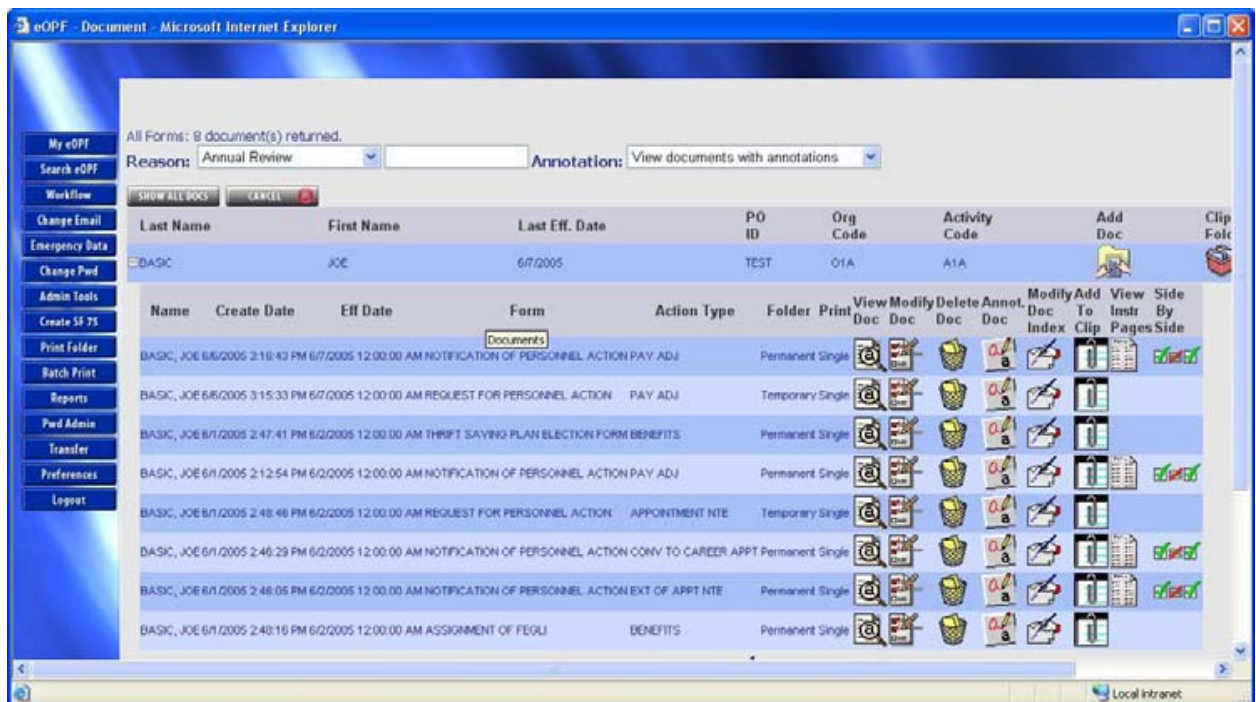 eOPF - Document - Microsoft Internet Explorer
My eOPF
Search eOPF
Workflow
Change Email
Emergency Data
Change Pwd
Admin Tools
Create SF 75
Print Folder
Batch Print
Reports
Pwd Admin
Transfer
Preferences
Logout
All Forms: 8 document(s) returned.
Reason: Annual Review Annotation: View documents with annotations
SHOW ALL DOCS CANCEL
Last Name First Name Last Eff. Date PO ID Org Code Activity Code Add Doc Clip
BASIC JOE 6/7/2005 TEST 01A A1A
Name Create Date Eff Date Form Action Type Folder Print View Doc Modify Doc Delete Doc Annot. Doc Modify Doc Index Add To Clip View Instr Pages Side By Side
Documents
BASIC, JOE 6/6/2005 3:16:43 PM 6/7/2005 12:00:00 AM NOTIFICATION OF PERSONNEL ACTION PAY ADJ Permanent Single
BASIC, JOE 6/6/2005 3:15:33 PM 6/7/2005 12:00:00 AM REQUEST FOR PERSONNEL ACTION PAY ADJ Temporary Single
BASIC, JOE 6/1/2005 2:47:41 PM 6/2/2005 12:00:00 AM THRIFT SAVING PLAN ELECTION FORM BENEFITS Permanent Single
BASIC, JOE 6/1/2005 2:12:54 PM 6/2/2005 12:00:00 AM NOTIFICATION OF PERSONNEL ACTION PAY ADJ Permanent Single
BASIC, JOE 6/1/2005 2:48:46 PM 6/2/2005 12:00:00 AM REQUEST FOR PERSONNEL ACTION APPOINTMENT NTE Temporary Single
BASIC, JOE 6/1/2005 2:46:29 PM 6/2/2005 12:00:00 AM NOTIFICATION OF PERSONNEL ACTION CONV TO CAREER APPT Permanent Single
BASIC, JOE 6/1/2005 2:46:05 PM 6/2/2005 12:00:00 AM NOTIFICATION OF PERSONNEL ACTION EXT OF APPT NTE Permanent Single
BASIC, JOE 6/1/2005 2:48:16 PM 6/2/2005 12:00:00 AM ASSIGNMENT OF FEGLI BENEFITS Permanent Single
Local intranet